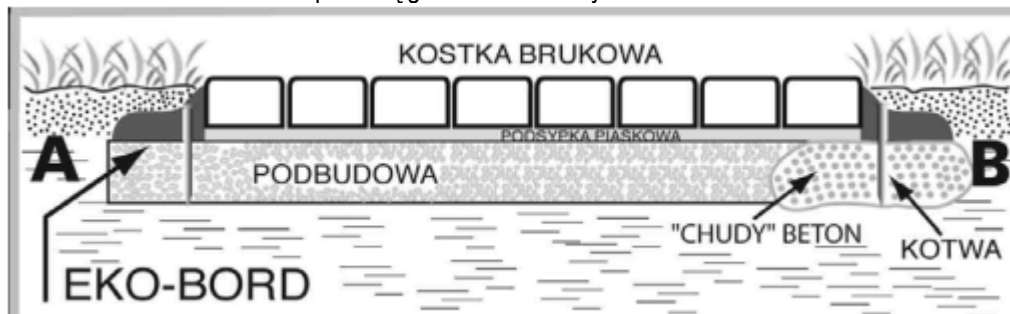 KOSTKA BRUKOWA
PODSYPKA PIASKOWA
A
PODBUDOWA
B
"CHUDY" BETON
KOTWA
EKO-BORD